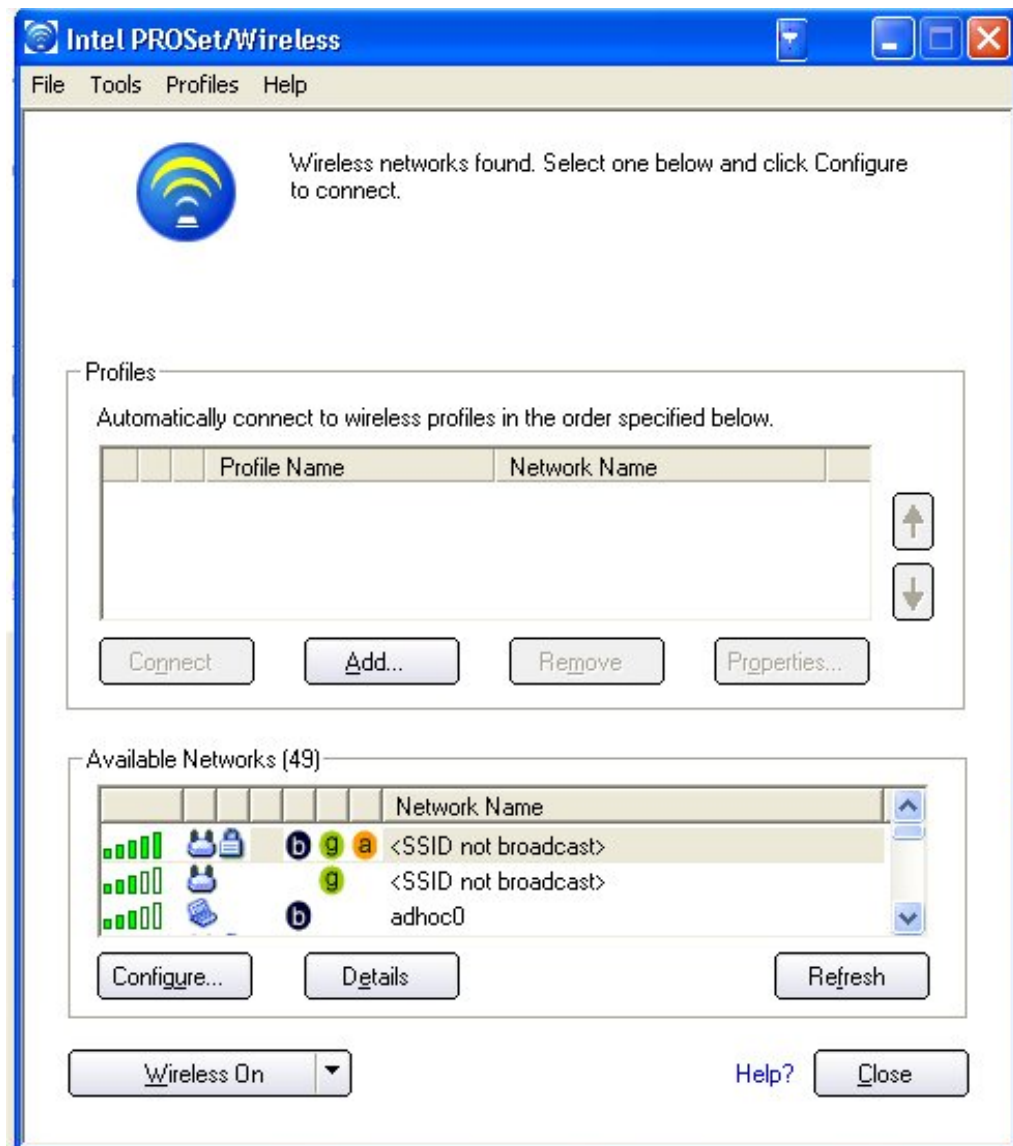 Intel PROSet/Wireless
File Tools Profiles Help
Wireless networks found. Select one below and click Configure
to connect.
Profiles
Automatically connect to wireless profiles in the order specified below.
Profile Name Network Name
Connect Add... Remove Properties...
Available Networks (49)
Network Name
b g a <SSID not broadcast>
g <SSID not broadcast>
b adhoc0
Configure... Details Refresh
Wireless On Help? Close